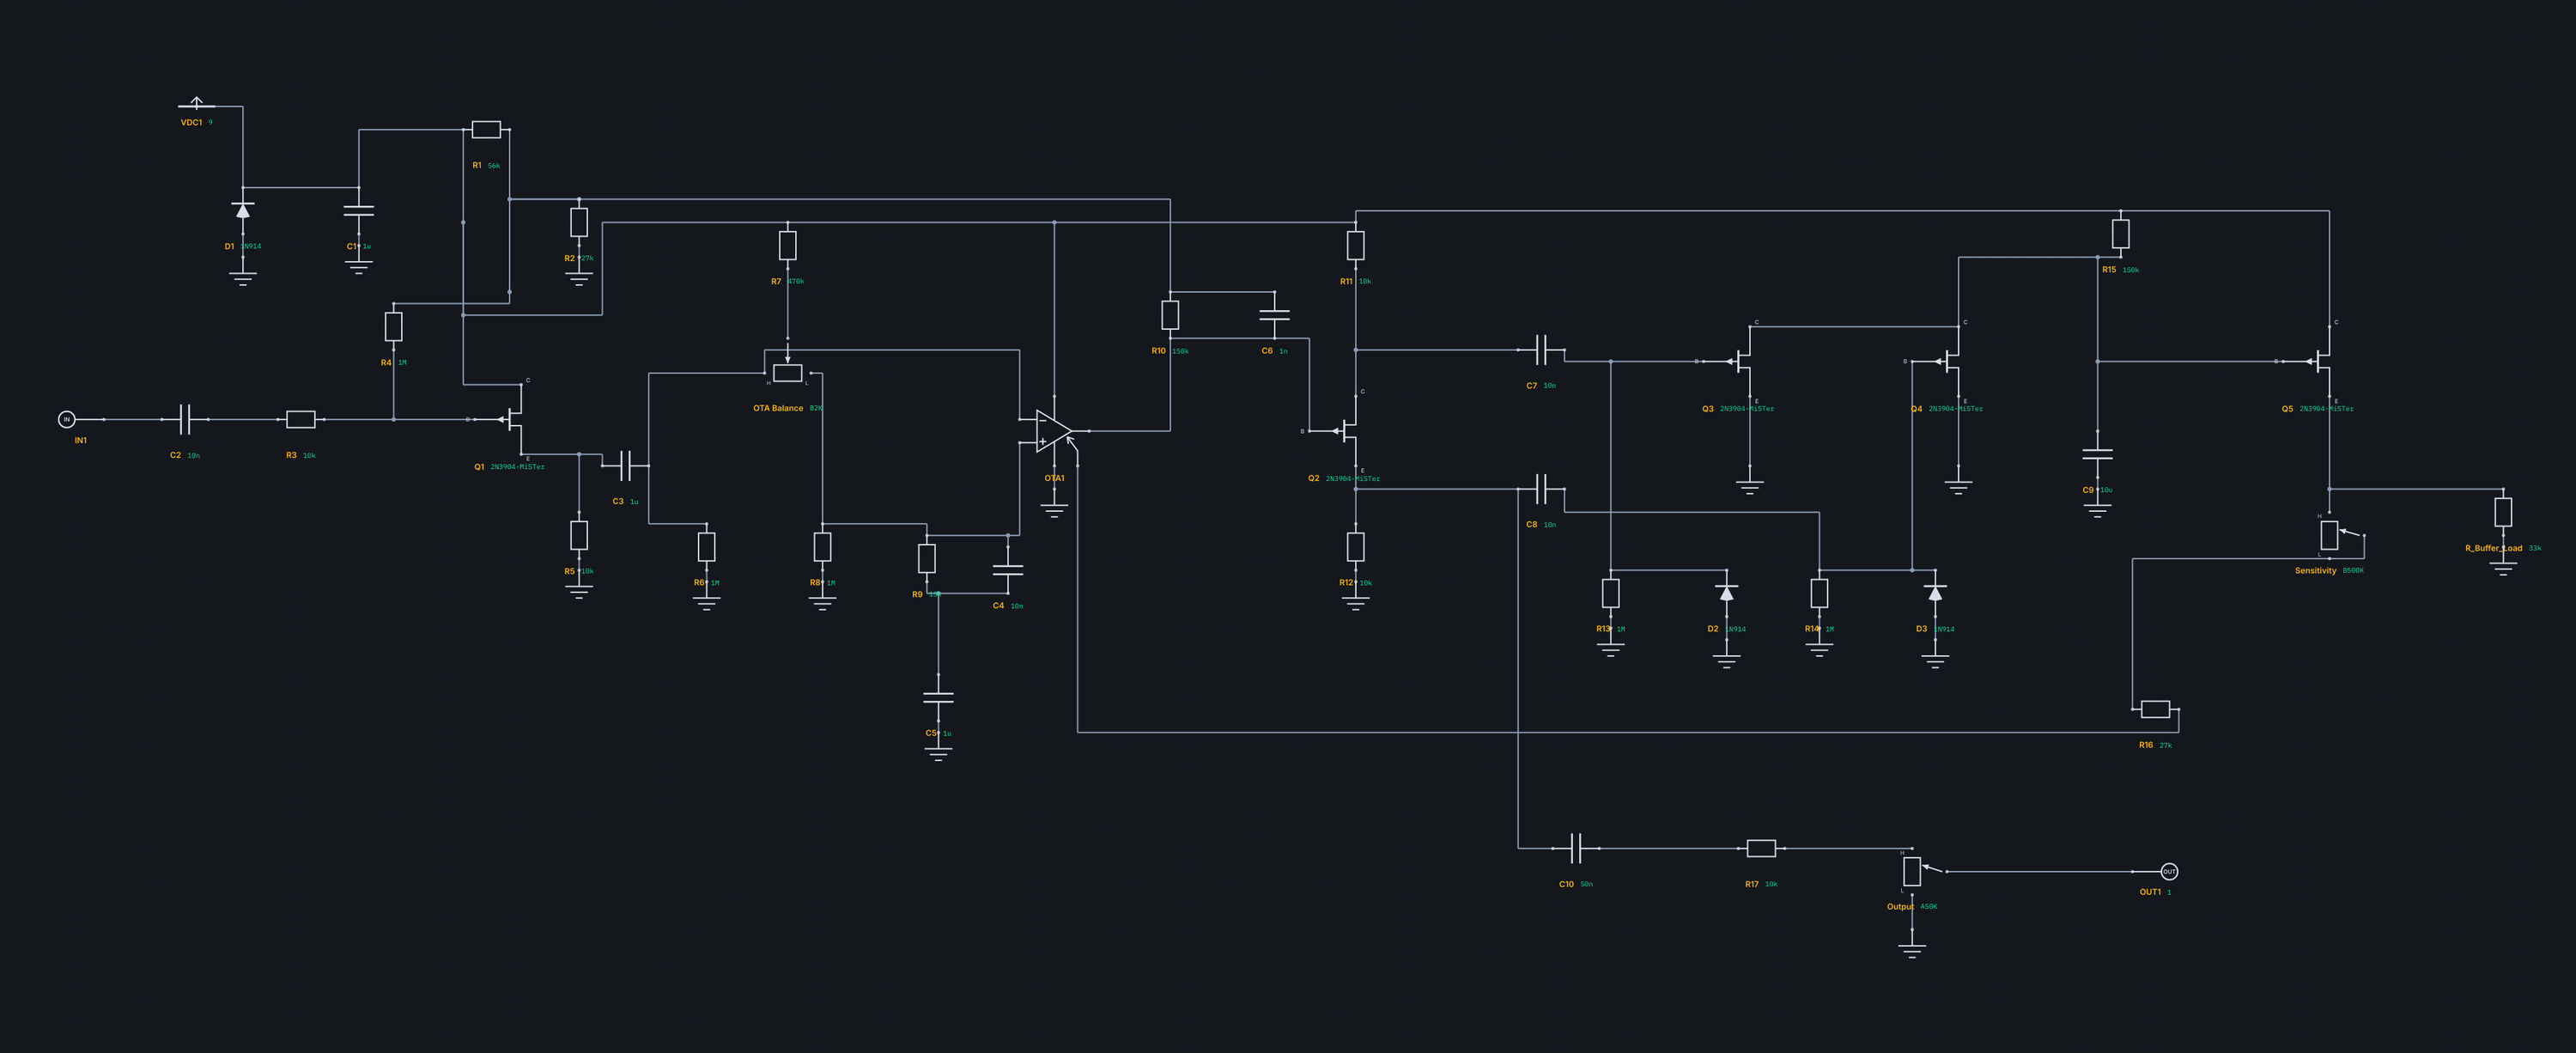 VDC1 9
R1 56k
D1 1N914
C1 1u
R2 27k
R7 470k
R11 10k
R15 150k
R4 1M
R10 150k
C6 1n
C7 10n
C
C
C
B
B
B
C
C
H L
OTA Balance B2K
E
E
E
Q3 2N3904-MiSTer
Q4 2N3904-MiSTer
Q5 2N3904-MiSTer
IN
IN1
B
B
C2 10n
R3 10k
E
Q1 2N3904-MiSTer
C3 1u
OTA1
E
Q2 2N3904-MiSTer
C9 10u
C8 10n
H
L
R_Buffer_Load 33k
Sensitivity B500K
R5 10k
R6 1M
R8 1M
R9
C4 10n
R12 10k
R13 1M
D2 1N914
R14 1M
D3 1N914
C5 1u
R16 27k
H
L
OUT
C10 50n
R17 10k
OUT1 1
Output A50K